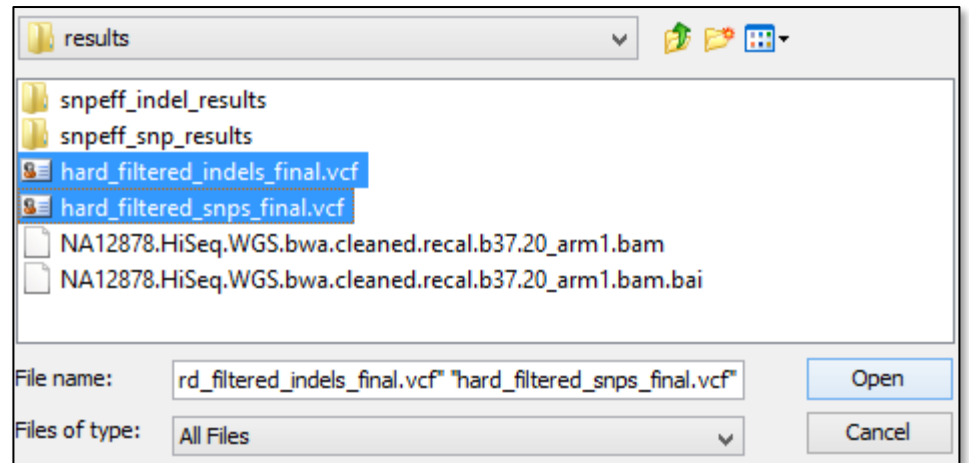 results
snpeff_indel_results
snpeff_snp_results
hard_filtered_indels_final.vcf
hard_filtered_snps_final.vcf
NA12878.HiSeq.WGS.bwa.cleaned.recal.b37.20_arm1.bam
NA12878.HiSeq.WGS.bwa.cleaned.recal.b37.20_arm1.bam.bai
File name: rd_filtered_indels_final.vcf" "hard_filtered_snps_final.vcf" Open
Files of type: All Files Cancel